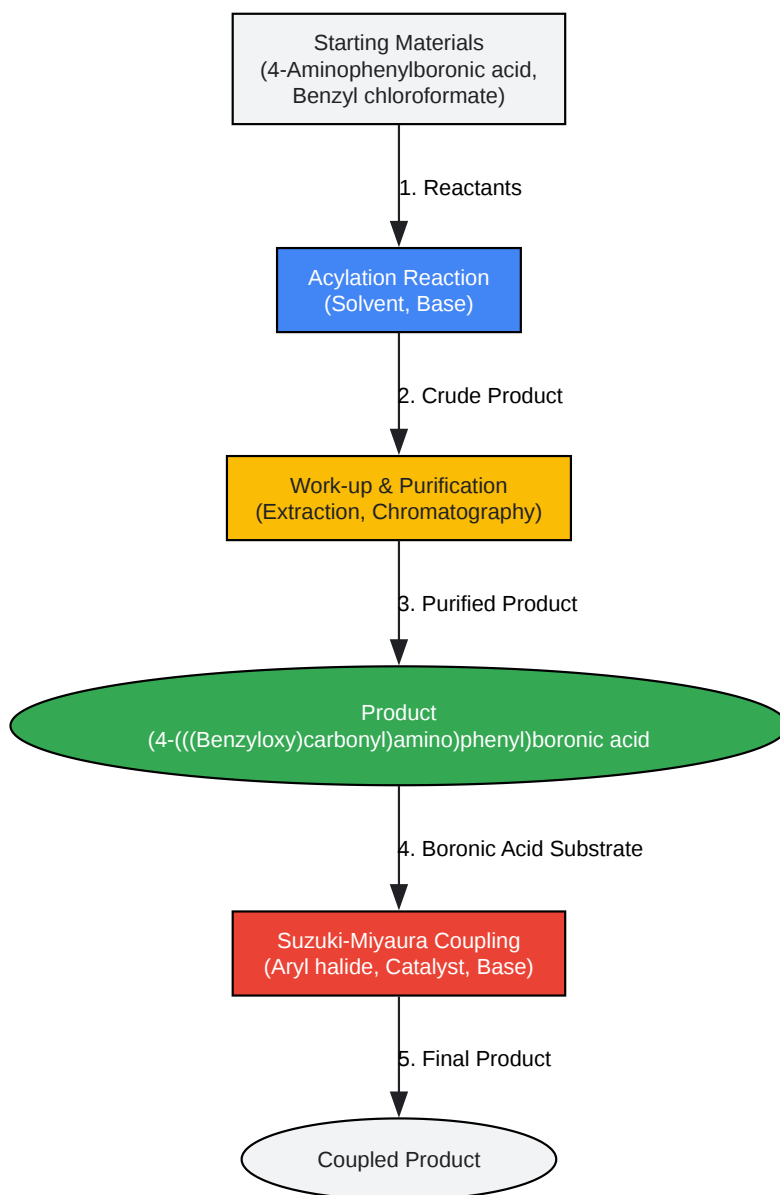 Starting Materials
(4-Aminophenylboronic acid,
Benzyl chloroformate)
1. Reactants
Acylation Reaction
(Solvent, Base)
2. Crude Product
Work-up & Purification
(Extraction, Chromatography)
3. Purified Product
Product
(4-(((Benzyloxy)carbonyl)amino)phenyl)boronic acid
4. Boronic Acid Substrate
Suzuki-Miyaura Coupling
(Aryl halide, Catalyst, Base)
5. Final Product
Coupled Product